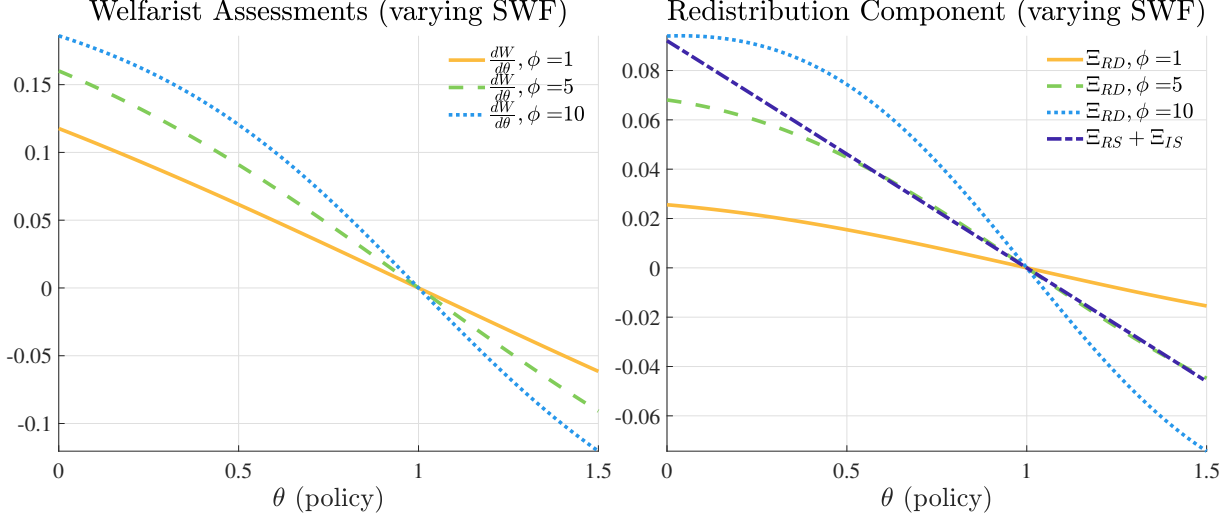 Welfarist Assessments (varying SWF)
dW/dθ, ϕ =1
dW/dθ, ϕ =5
dW/dθ, ϕ =10
0.15
0.1
0.05
0
-0.05
-0.1
0 0.5 1 1.5
θ (policy)
Redistribution Component (varying SWF)
Ξ_RD, ϕ =1
Ξ_RD, ϕ =5
Ξ_RD, ϕ =10
Ξ_RS + Ξ_IS
0.08
0.06
0.04
0.02
0
-0.02
-0.04
-0.06
0 0.5 1 1.5
θ (policy)